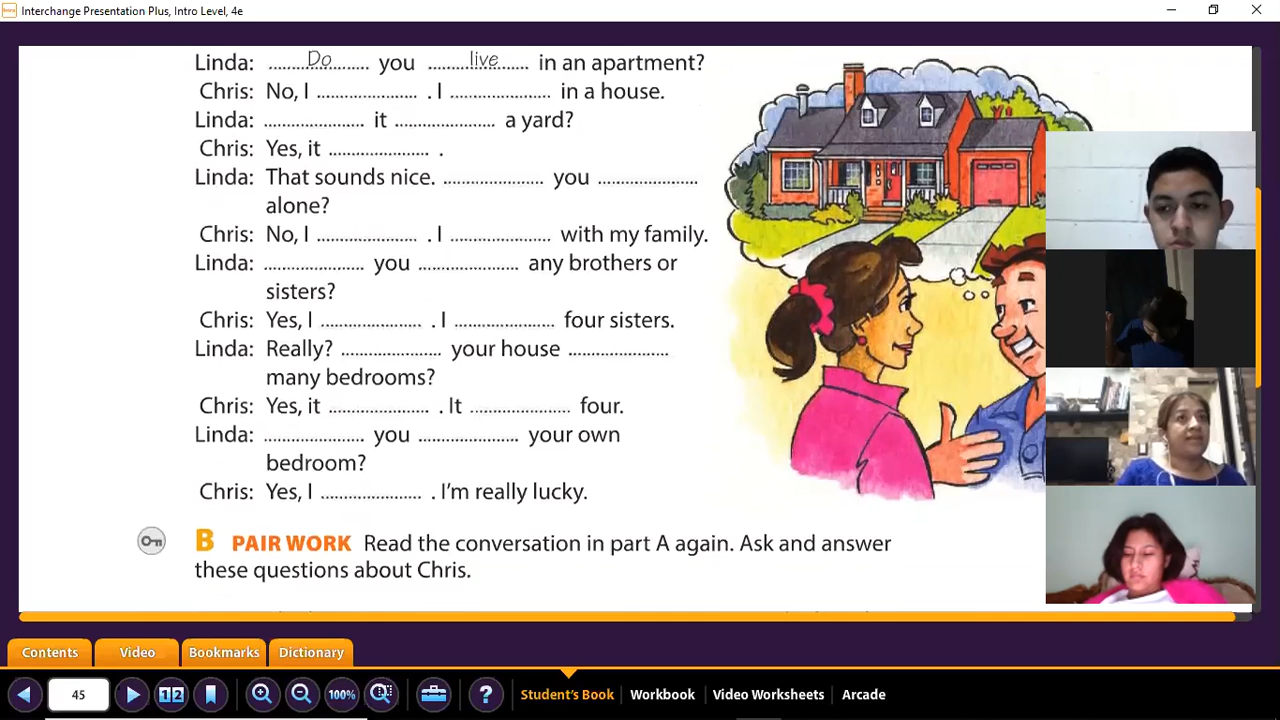 Interchange Presentation Plus, Intro Level, 4e
Linda: Do you live in an apartment?
Chris: No, I .................... . I .................... in a house.
Linda: .................... it .................... a yard?
Chris: Yes, it .................... .
Linda: That sounds nice. .................... you ....................
alone?
Chris: No, I .................... . I .................... with my family.
Linda: .................... you .................... any brothers or
sisters?
Chris: Yes, I .................... . I .................... four sisters.
Linda: Really? .................... your house ....................
many bedrooms?
Chris: Yes, it .................... . It .................... four.
Linda: .................... you .................... your own
bedroom?
Chris: Yes, I .................... . I'm really lucky.
B PAIR WORK Read the conversation in part A again. Ask and answer
these questions about Chris.
Contents Video Bookmarks Dictionary
45 1 2 100% ? Student's Book Workbook Video Worksheets Arcade